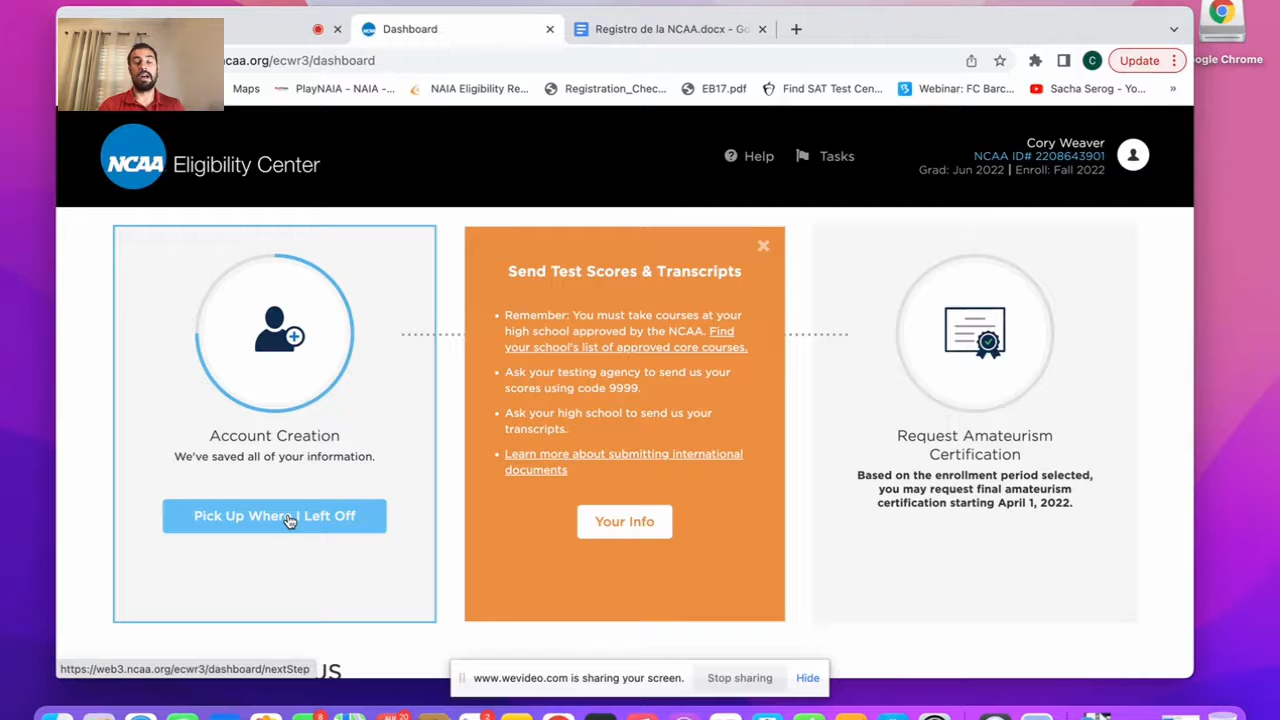 Dashboard
Registro de la NCAA.docx - Go
caa.org/ecwr3/dashboard
Update
Maps
PlayNAIA - NAIA -...
NAIA Eligibility Re...
Registration_Chec...
EB17.pdf
Find SAT Test Cen...
Webinar: FC Barc...
Sacha Serog - Yo...
»
ogle Chrome
NCAA Eligibility Center
Help
Tasks
Cory Weaver
NCAA ID# 2208643901
Grad: Jun 2022 | Enroll: Fall 2022
Account Creation
We've saved all of your information.
Pick Up Where I Left Off
Send Test Scores & Transcripts
• Remember: You must take courses at your
high school approved by the NCAA. Find
your school's list of approved core courses.
• Ask your testing agency to send us your
scores using code 9999.
• Ask your high school to send us your
transcripts.
• Learn more about submitting international
documents
Your Info
Request Amateurism
Certification
Based on the enrollment period selected,
you may request final amateurism
certification starting April 1, 2022.
https://web3.ncaa.org/ecwr3/dashboard/nextStep
US
www.wevideo.com is sharing your screen.
Stop sharing
Hide
8
JUL 20
2